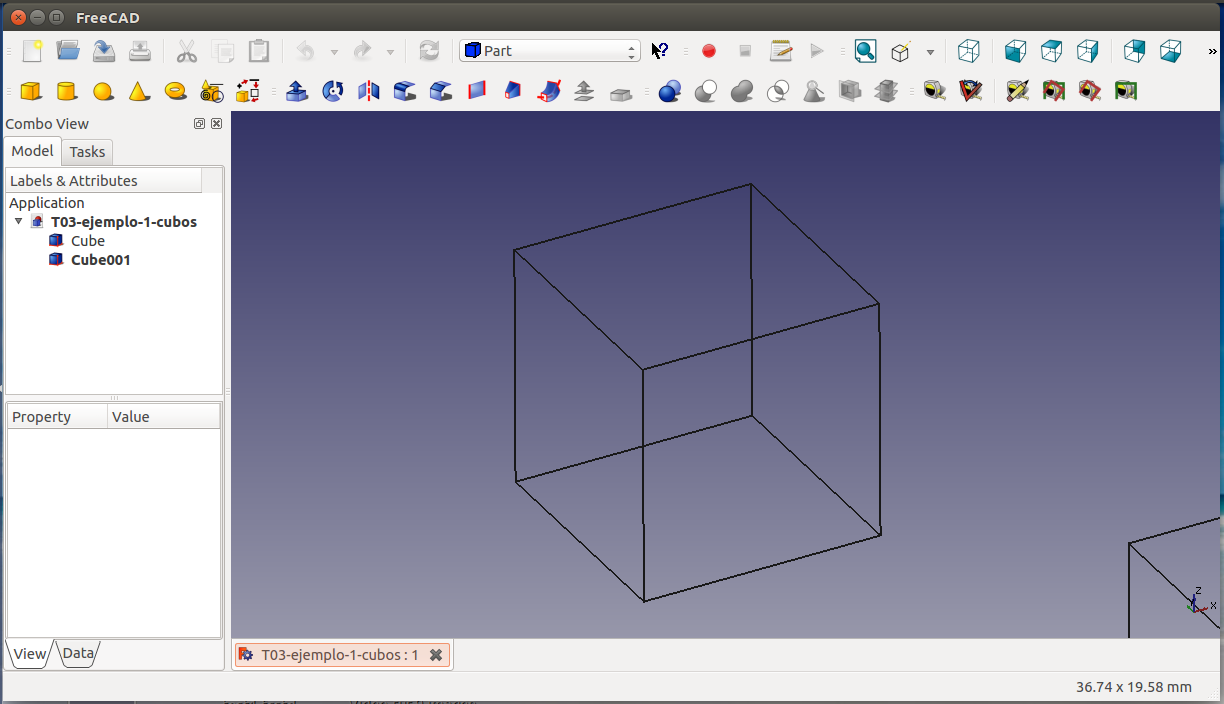 FreeCAD
Part
Combo View
Model Tasks
Labels & Attributes
Application
T03-ejemplo-1-cubos
Cube
Cube001
Property Value
View Data
T03-ejemplo-1-cubos : 1
z
x
36.74 x 19.58 mm